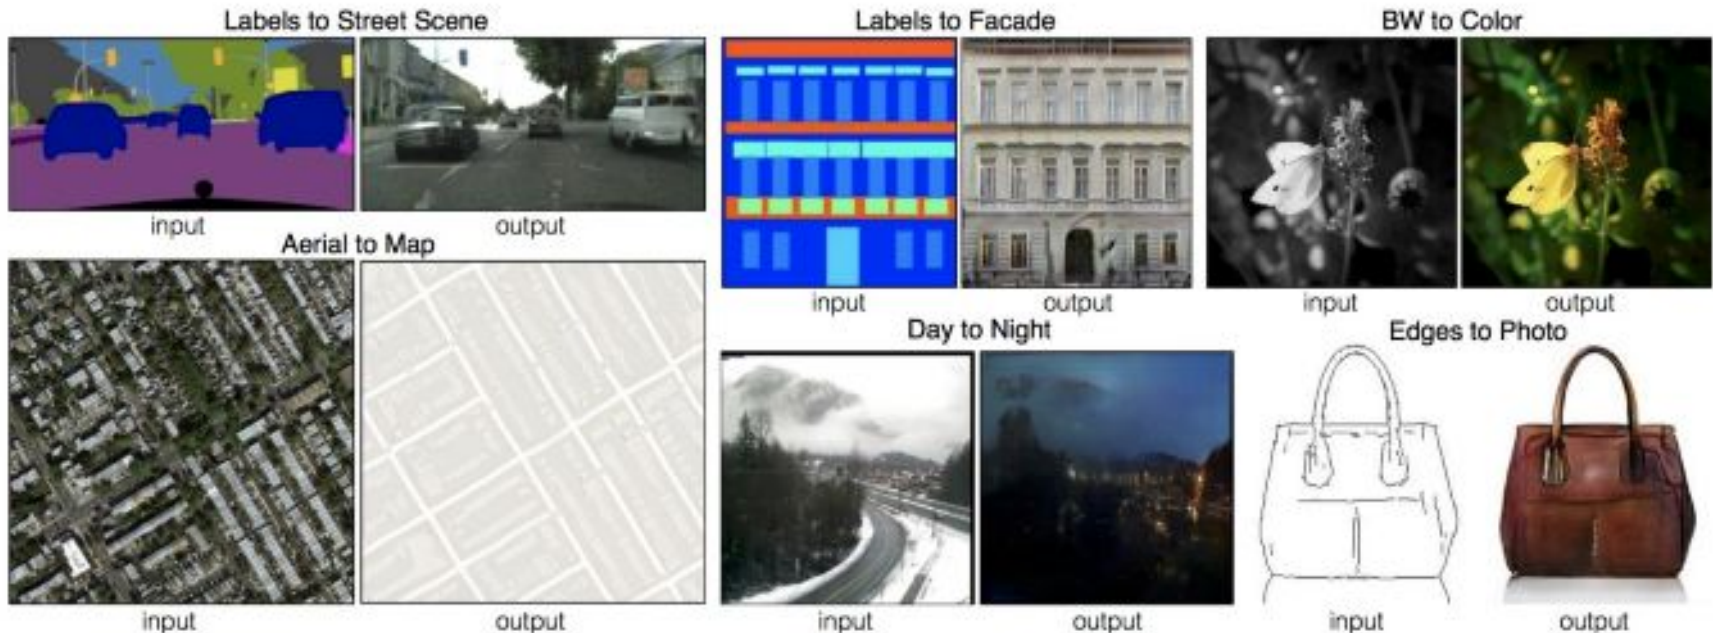 Labels to Street Scene
input
output
Aerial to Map
input
output
Labels to Facade
input
output
Day to Night
input
output
BW to Color
input
output
Edges to Photo
input
output